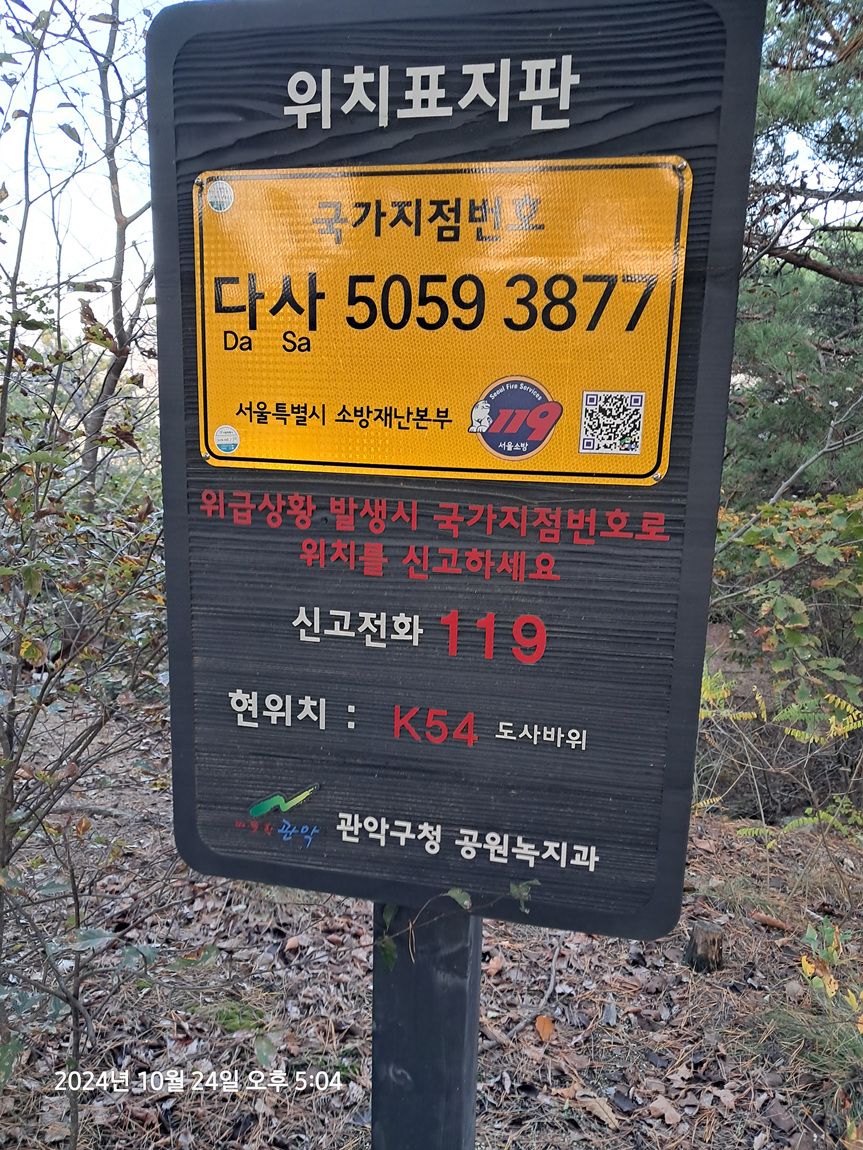 위치표지판
국가지점번호
다사 5059 3877
Da Sa
서울특별시 소방재난본부
Seoul Fire Services
119
서울소방
위급상황 발생시 국가지점번호로
위치를 신고하세요
신고전화 119
현위치 : K54 도사바위
관악
관악구청 공원녹지과
2024년 10월 24일 오후 5:04